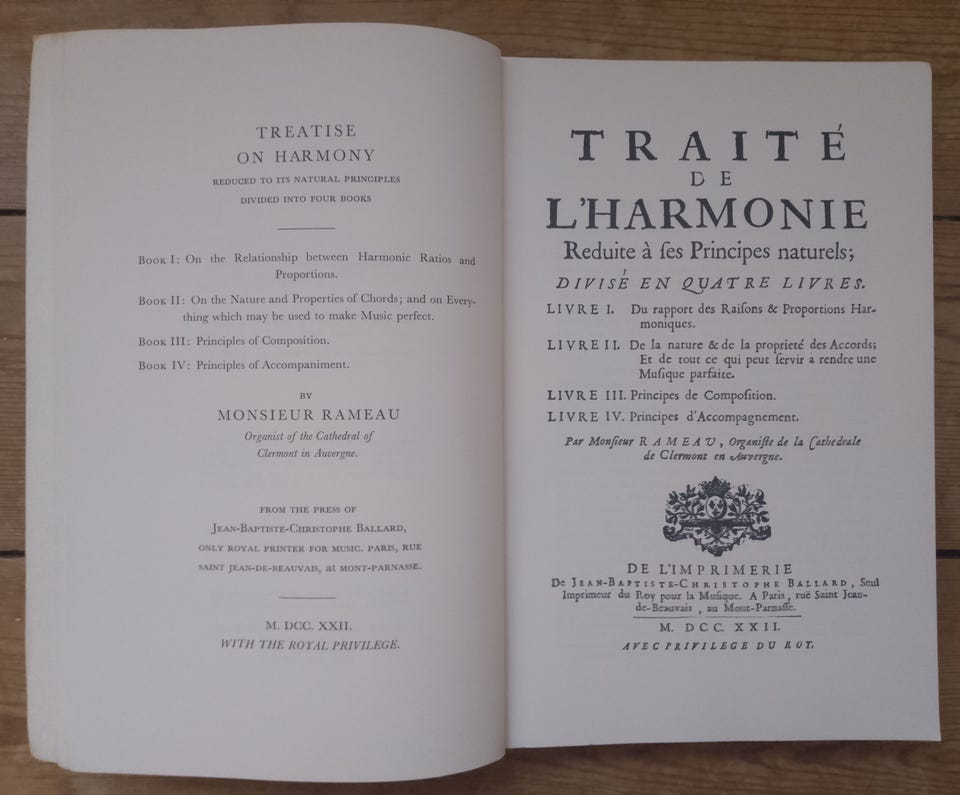 TREATISE
ON HARMONY
REDUCED TO ITS NATURAL PRINCIPLES
DIVIDED INTO FOUR BOOKS
BOOK I: On the Relationship between Harmonic Ratios and
Proportions.
BOOK II: On the Nature and Properties of Chords; and on Every-
thing which may be used to make Music perfect.
BOOK III: Principles of Composition.
BOOK IV: Principles of Accompaniment.
BY
MONSIEUR RAMEAU
Organist of the Cathedral of
Clermont in Auvergne.
FROM THE PRESS OF
JEAN-BAPTISTE-CHRISTOPHE BALLARD,
ONLY ROYAL PRINTER FOR MUSIC. PARIS, RUE
SAINT JEAN-DE-BEAUVAIS, at MONT-PARNASSE.
M. DCC. XXII.
WITH THE ROYAL PRIVILEGE.
TRAITÉ
DE
L'HARMONIE
Reduite à ſes Principes naturels;
DIVISÉ EN QUATRE LIVRES.
LIVRE I. Du rapport des Raiſons & Proportions Har-
moniques.
LIVRE II. De la nature & de la proprieté des Accords;
Et de tout ce qui peut ſervir à rendre une
Muſique parfaite.
LIVRE III. Principes de Compoſition.
LIVRE IV. Principes d'Accompagnement.
Par Monſieur RAMEAU, Organiſte de la Cathedrale
de Clermont en Auvergne.
DE L'IMPRIMERIE
De JEAN-BAPTISTE-CHRISTOPHE BALLARD, Seul
Imprimeur du Roy pour la Muſique. A Paris, ruë Saint Jean-
de-Beauvais, au Mont-Parnaſſe.
M. DCC. XXII.
AVEC PRIVILEGE DU ROY.